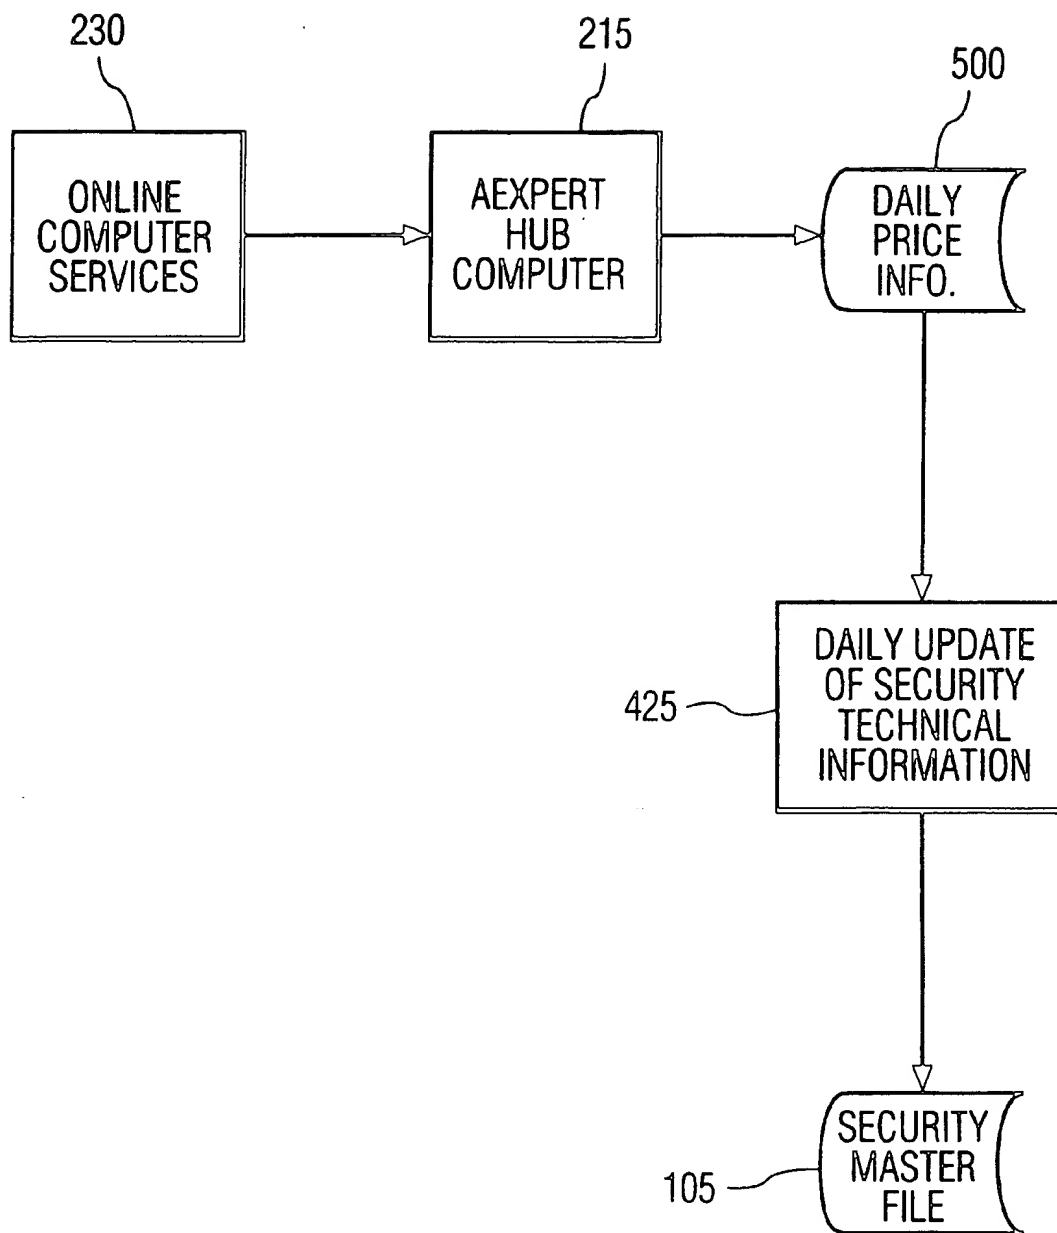 230
215
500
ONLINE
COMPUTER
SERVICES
AEXPERT
HUB
COMPUTER
DAILY
PRICE
INFO.
425
DAILY UPDATE
OF SECURITY
TECHNICAL
INFORMATION
105
SECURITY
MASTER
FILE